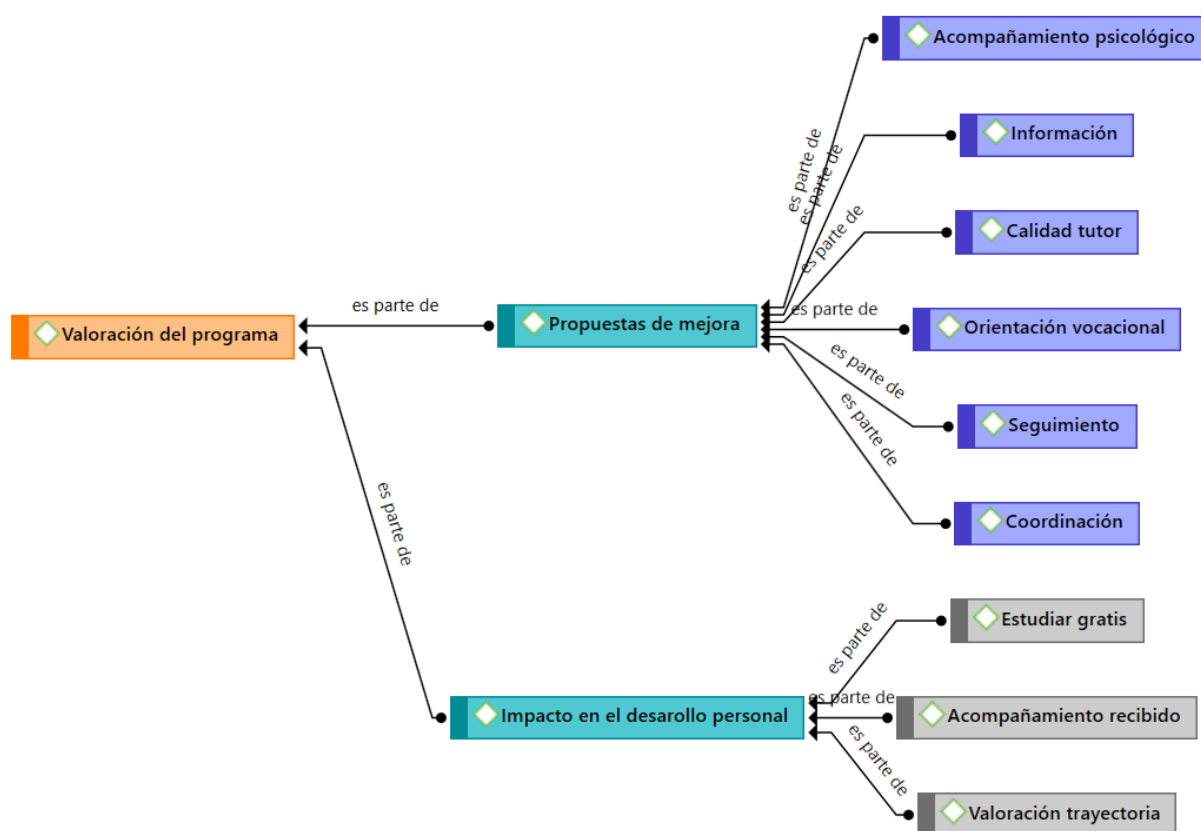 Acompañamiento psicológico
es parte de
Información
es parte de
Calidad tutor
es parte de
Valoración del programa
es parte de
Propuestas de mejora
es parte de
Orientación vocacional
es parte de
Seguimiento
es parte de
Coordinación
es parte de
Estudiar gratis
es parte de
Impacto en el desarollo personal
es parte de
Acompañamiento recibido
es parte de
Valoración trayectoria